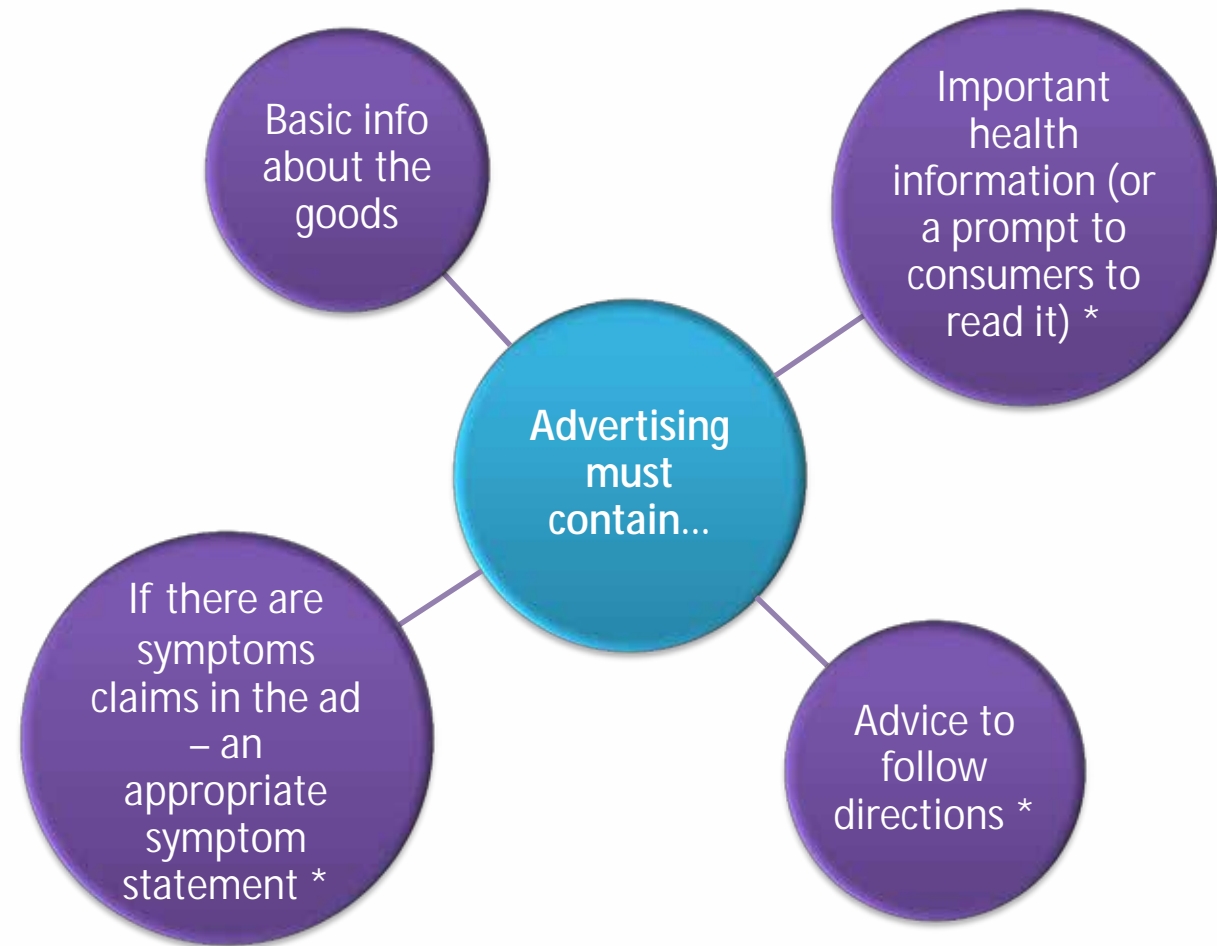 Basic info
about the
goods
Important
health
information (or
a prompt to
consumers to
read it) *
Advertising
must
contain...
If there are
symptoms
claims in the ad
– an
appropriate
symptom
statement *
Advice to
follow
directions *